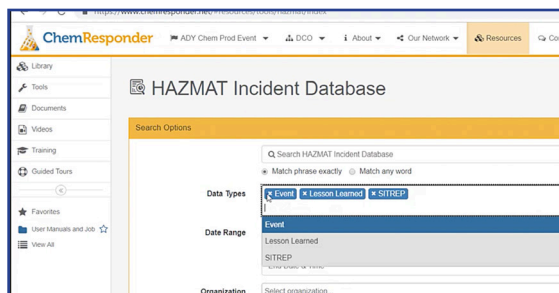 https://www.chemresponder.net/resources/tools/hazmat/index
ChemResponder
ADY Chem Prod Event
DCO
About
Our Network
Resources
Library
Tools
Documents
Videos
Training
Guided Tours
Favorites
User Manuals and Job
View All
HAZMAT Incident Database
Search Options
Search HAZMAT Incident Database
Match phrase exactly Match any word
Data Types
× Event × Lesson Learned × SITREP
Event
Date Range
Lesson Learned
SITREP
End Date & Time
Organization Select organization...